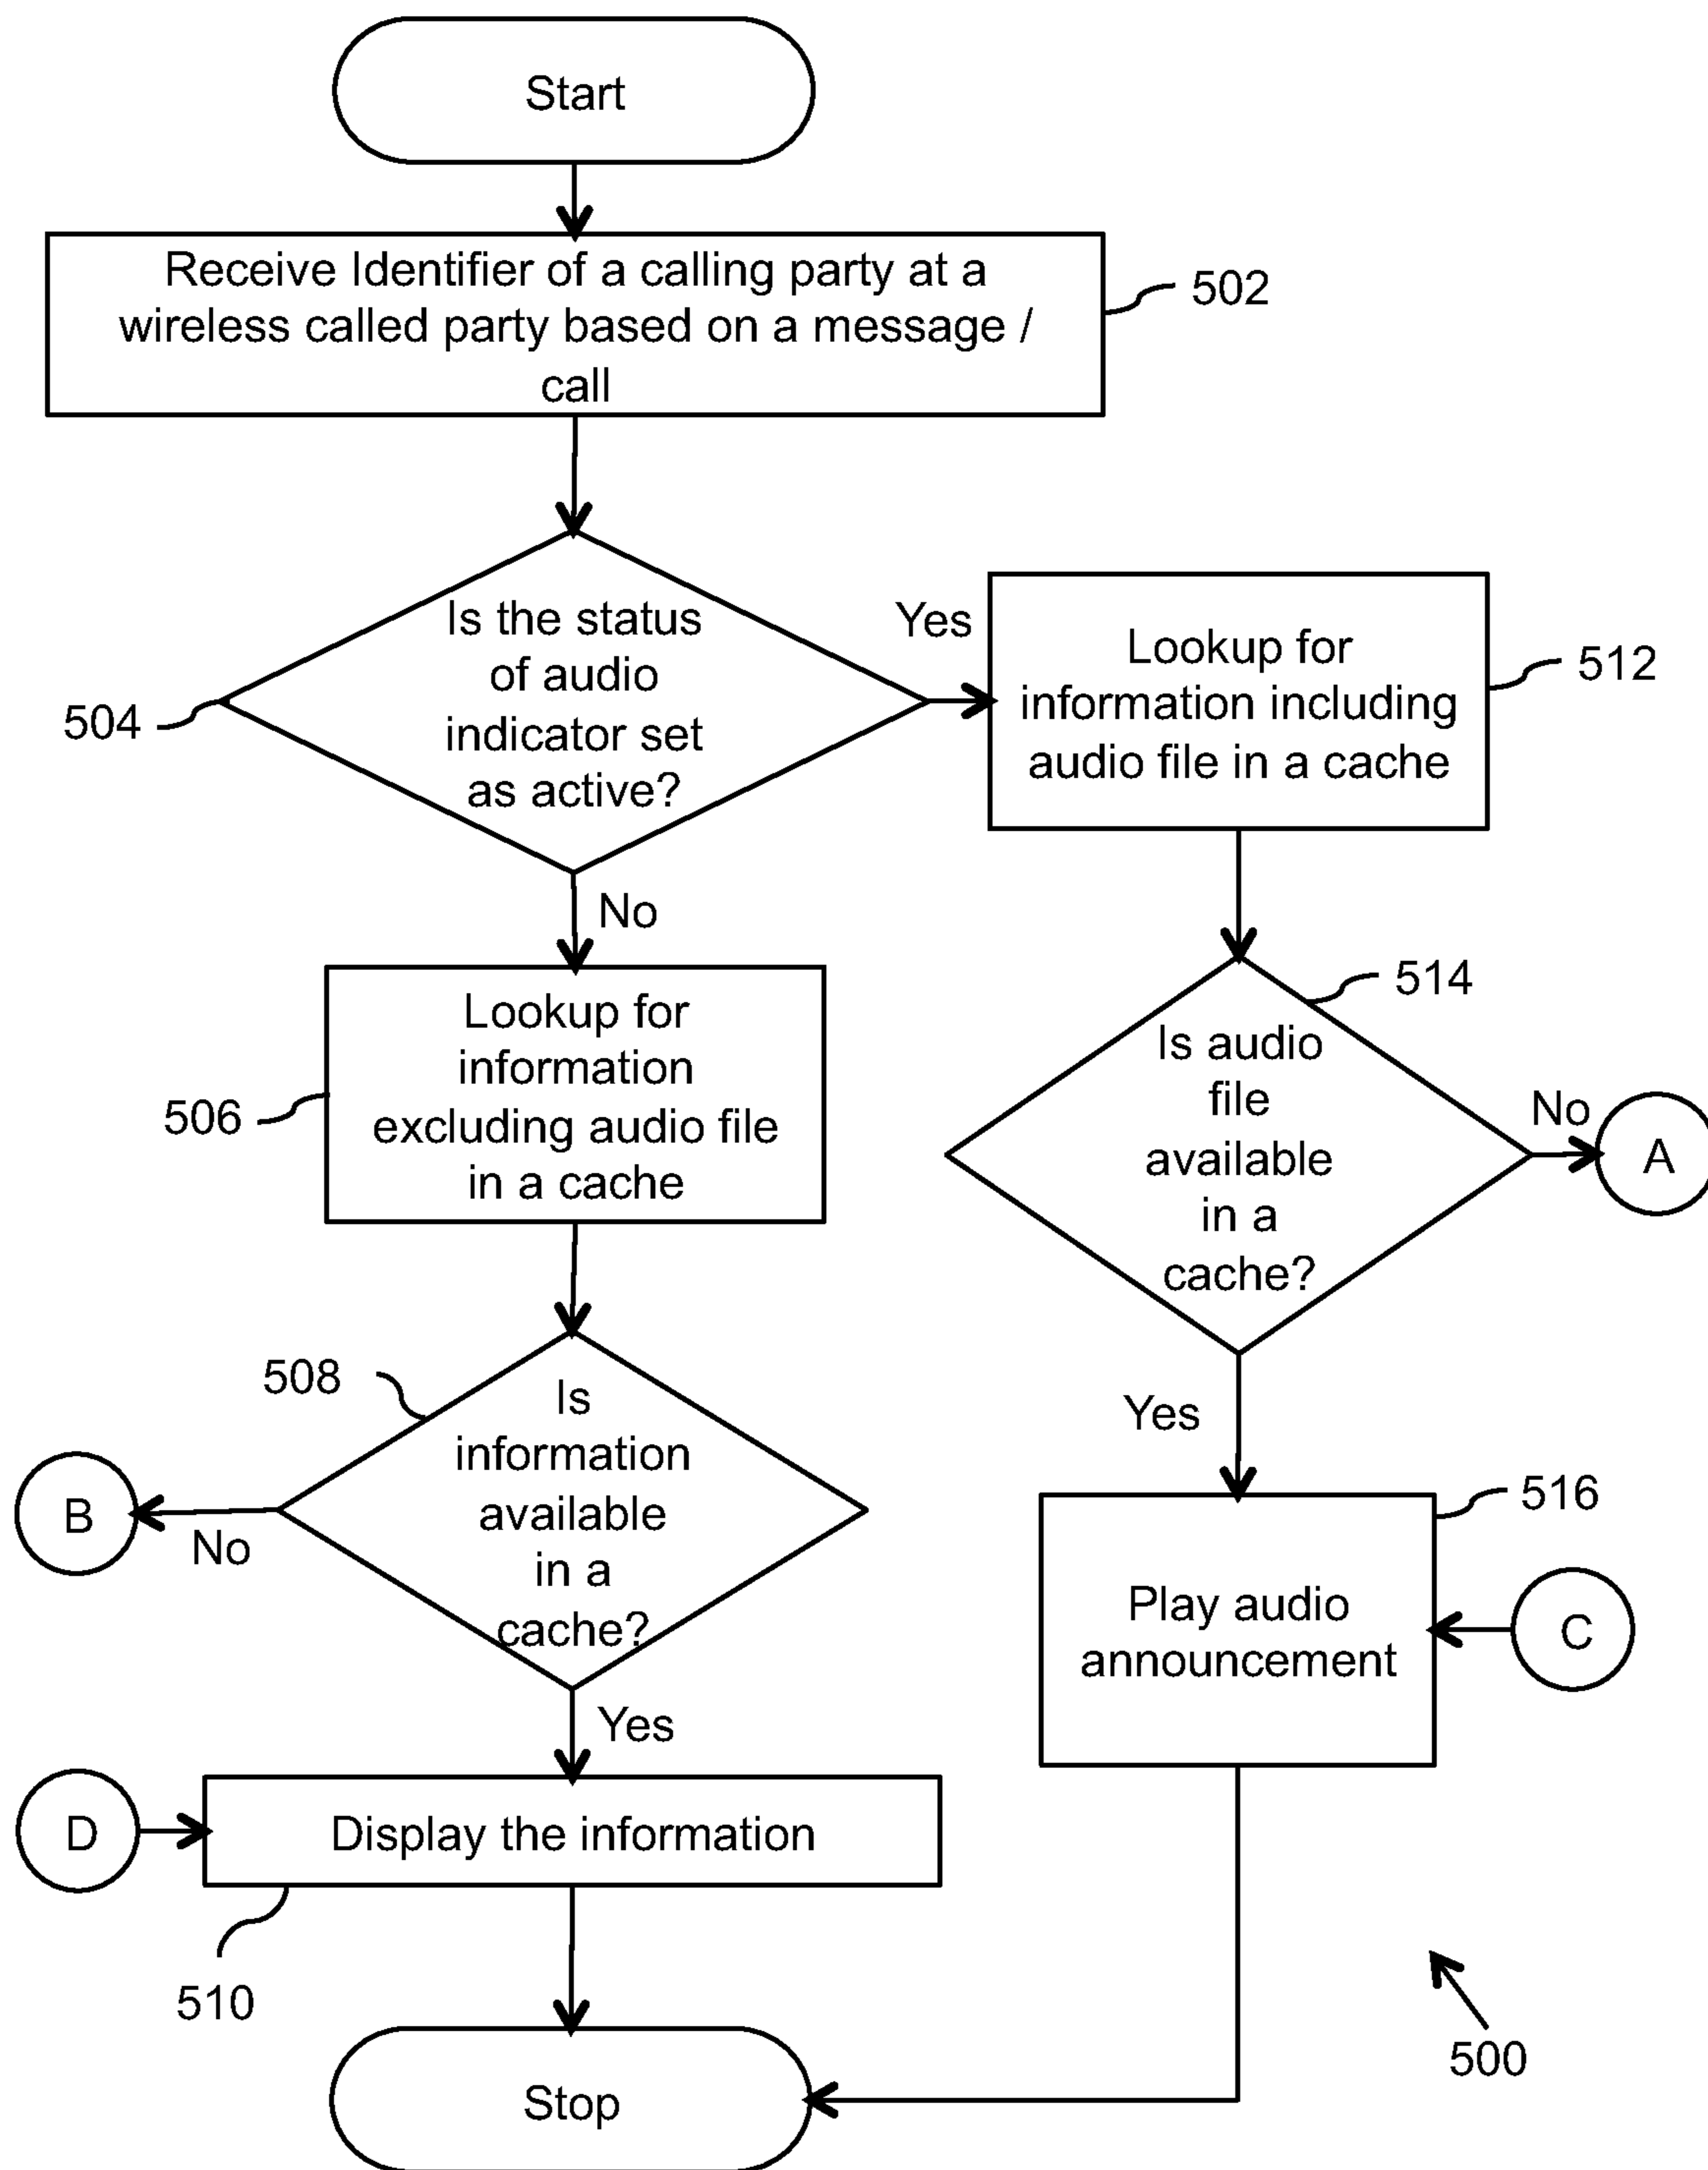 Start
Receive Identifier of a calling party at a
wireless called party based on a message /
call
502
Is the status
of audio
indicator set
as active?
504
Yes
Lookup for
information including
audio file in a cache
512
No
Lookup for
information
excluding audio file
in a cache
506
514
Is audio
file
available
in a
cache?
No
A
508
Is
information
available
in a
cache?
B
No
Yes
516
Play audio
announcement
C
Yes
D
Display the information
510
Stop
500